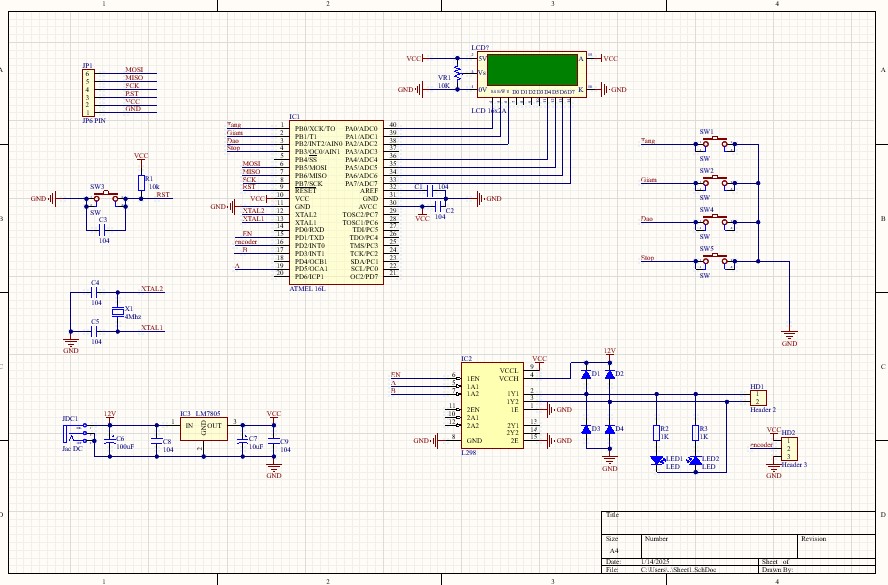 1 2 3 4
A A
B B
C C
D D
JP1
6 MOSI
5 MISO
4 SCK
3 RST
2 VCC
1 GND
JP6 PIN
VCC
R1
10k
SW3
GND
RST
SW
C3
104
C4
104
XTAL2
X1
4Mhz
C5
104
XTAL1
GND
IC1
Tang 1 PB0/XCK/TO PA0/ADC0 40
Giam 2 PB1/T1 PA1/ADC1 39
Dao 3 PB2/INT2/AIN0 PA2/ADC2 38
Stop 4 PB3/OC0/AIN1 PA3/ADC3 37
5 PB4/SS PA4/ADC4 36
MOSI 6 PB5/MOSI PA5/ADC5 35
MISO 7 PB6/MISO PA6/ADC6 34
SCK 8 PB7/SCK PA7/ADC7 33
RST 9 RESET AREF 32
VCC 10 VCC GND 31
GND 11 GND AVCC 30
XTAL2 12 XTAL2 TOSC2/PC7 29
XTAL1 13 XTAL1 TOSC1/PC6 28
14 PD0/RXD TDI/PC5 27
EN 15 PD1/TXD TDO/PC4 26
encoder 16 PD2/INT0 TMS/PC3 25
B 17 PD3/INT1 TCK/PC2 24
18 PD4/OCB1 SDA/PC1 23
A 19 PD5/OCA1 SCL/PC0 22
20 PD6/ICP1 OC2/PD7 21
ATMEL 16L
C1 104
GND
VCC
C2
104
LCD?
VCC 5V A VCC
VR1
10K
Vs
GND 0V K GND
D0 D1 D2 D3 D4 D5 D6 D7
LCD 16x2A
Tang SW1
SW
Giam SW2
SW
Dao SW4
SW
Stop SW5
SW
GND
JDC1
Jac DC
12V
C6
100uF
C8
104
IC3 LM7805
1 IN GND OUT 3
2
C7
10uF
VCC
C9
104
GND
IC2
EN 6 1EN
A 5 1A1
B 7 1A2
11 2EN
10 2A1
12 2A2
GND 8 GND
L298
VCCL 9 VCC
VCCH 4
1Y1 2
1Y2 3
1E 1 GND
2Y1 13
2Y2 14
2E 15 GND
12V
D1 D2
D3 D4
GND
R2
1K
R3
1K
LED1
LED
LED2
LED
HD1
1
2
Header 2
VCC HD2
encoder
1
2
3
GND Header 3
Title
Size Number Revision
A4
Date: 1/14/2025 Sheet of
File: C:\Users\...\Sheet1.SchDoc Drawn By:
1 2 3 4